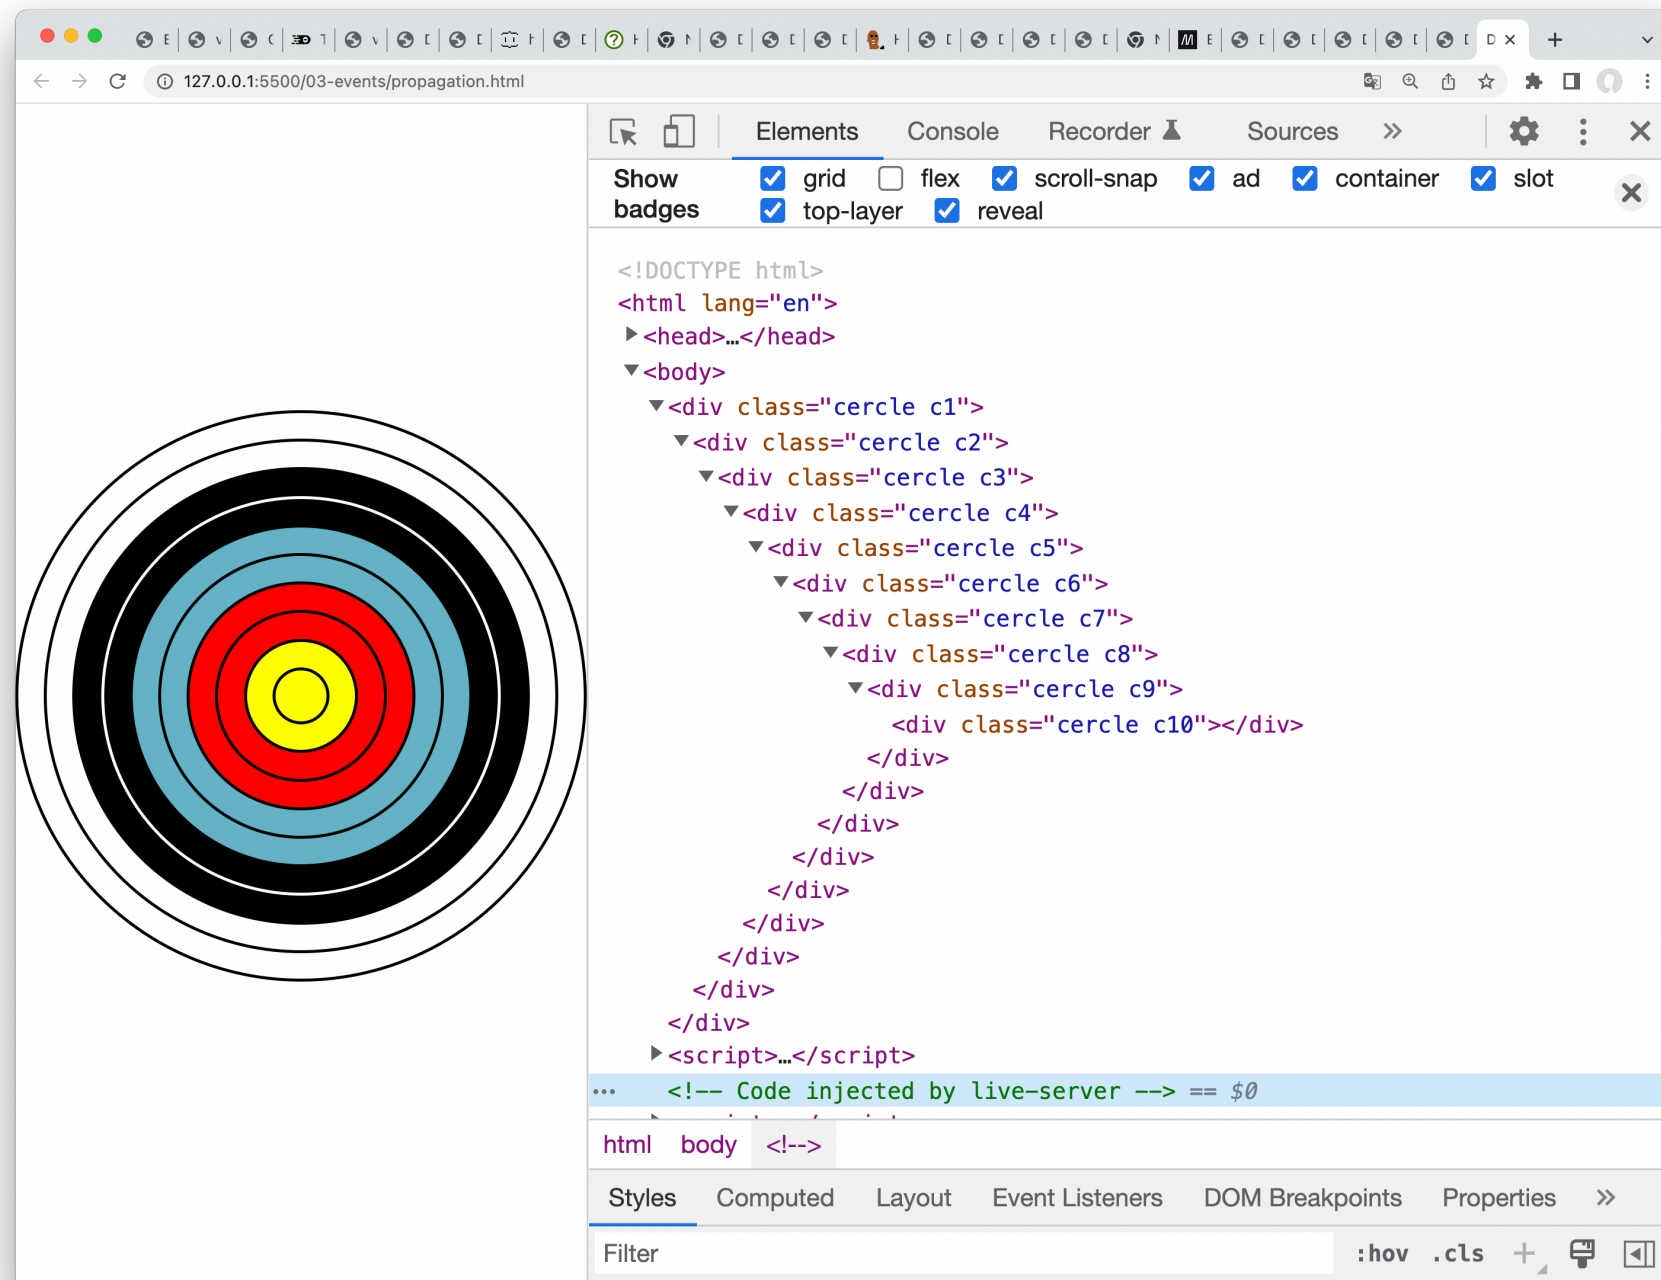 127.0.0.1:5500/03-events/propagation.html
Elements Console Recorder Sources »
Show badges
grid flex scroll-snap ad container slot
top-layer reveal
<!DOCTYPE html>
<html lang="en">
<head>…</head>
<body>
<div class="cercle c1">
<div class="cercle c2">
<div class="cercle c3">
<div class="cercle c4">
<div class="cercle c5">
<div class="cercle c6">
<div class="cercle c7">
<div class="cercle c8">
<div class="cercle c9">
<div class="cercle c10"></div>
</div>
</div>
</div>
</div>
</div>
</div>
</div>
</div>
</div>
<script>…</script>
<!-- Code injected by live-server --> == $0
html body <!-->
Styles Computed Layout Event Listeners DOM Breakpoints Properties »
Filter :hov .cls